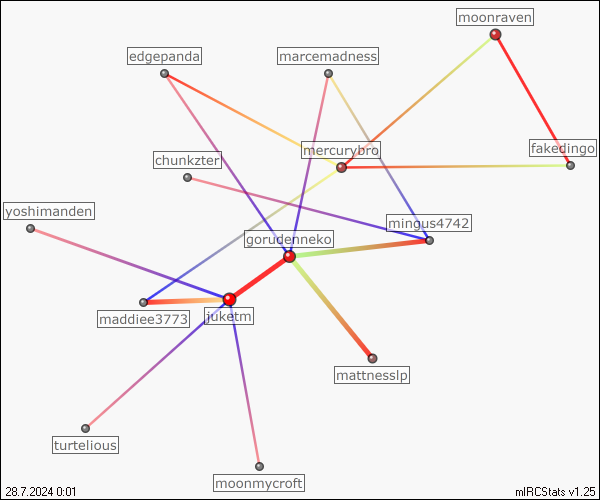 moonraven
edgepanda
marcemadness
mercurybro
fakedingo
chunkzter
yoshimanden
mingus4742
gorudenneko
maddiee3773
juketm
mattnesslp
turtelious
moonmycroft
28.7.2024 0:01
mIRCStats v1.25